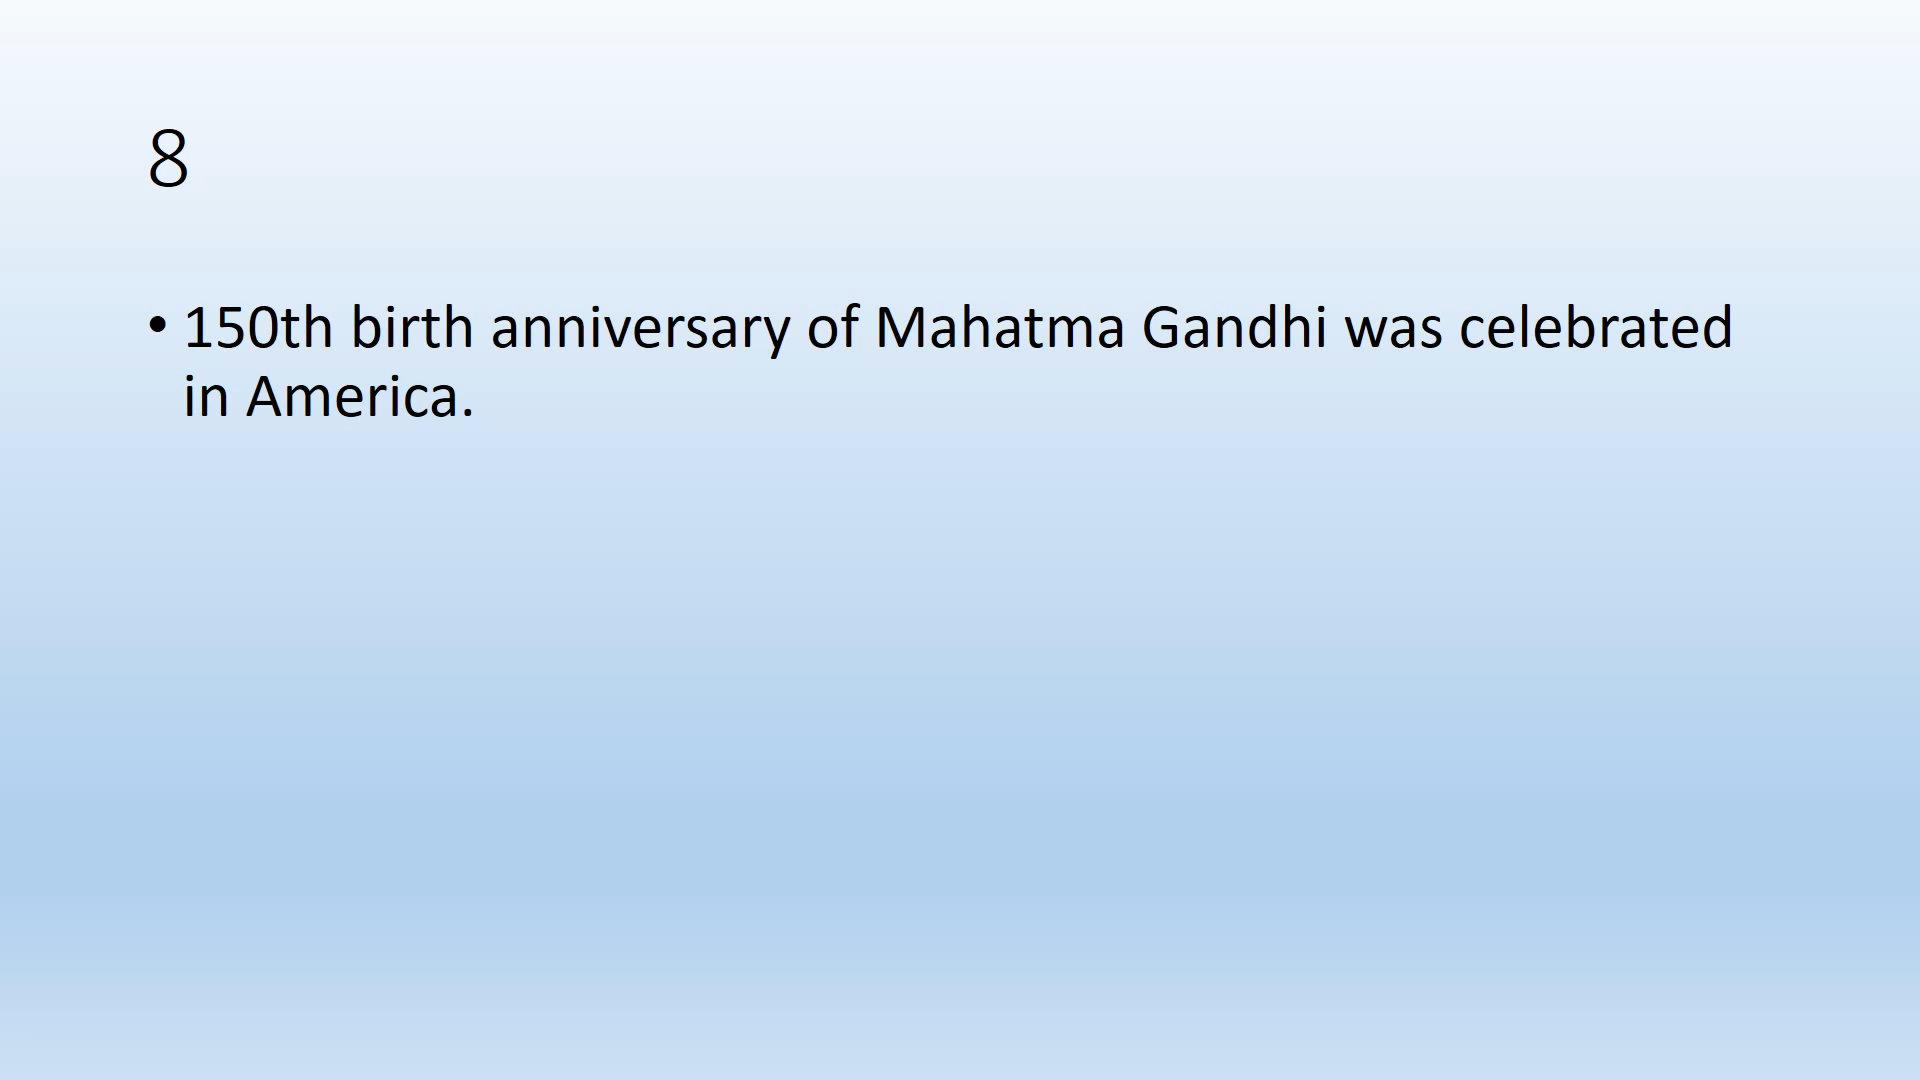 8
• 150th birth anniversary of Mahatma Gandhi was celebrated
in America.